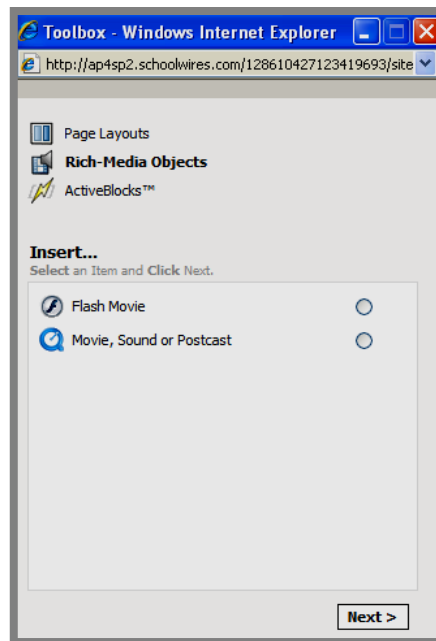 Toolbox - Windows Internet Explorer
http://ap4sp2.schoolwires.com/128610427123419693/site
Page Layouts
Rich-Media Objects
ActiveBlocks™
Insert...
Select an Item and Click Next.
Flash Movie
Movie, Sound or Postcast
Next >